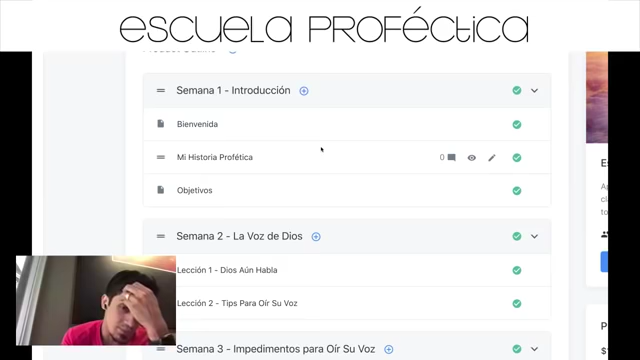 ESCUELA PROFÉCTICA
Semana 1 - Introducción
Bienvenida
Mi Historia Profética
0
Objetivos
Semana 2 - La Voz de Dios
Lección 1 - Dios Aún Habla
Lección 2 - Tips Para Oír Su Voz
Semana 3 - Impedimentos para Oír Su Voz